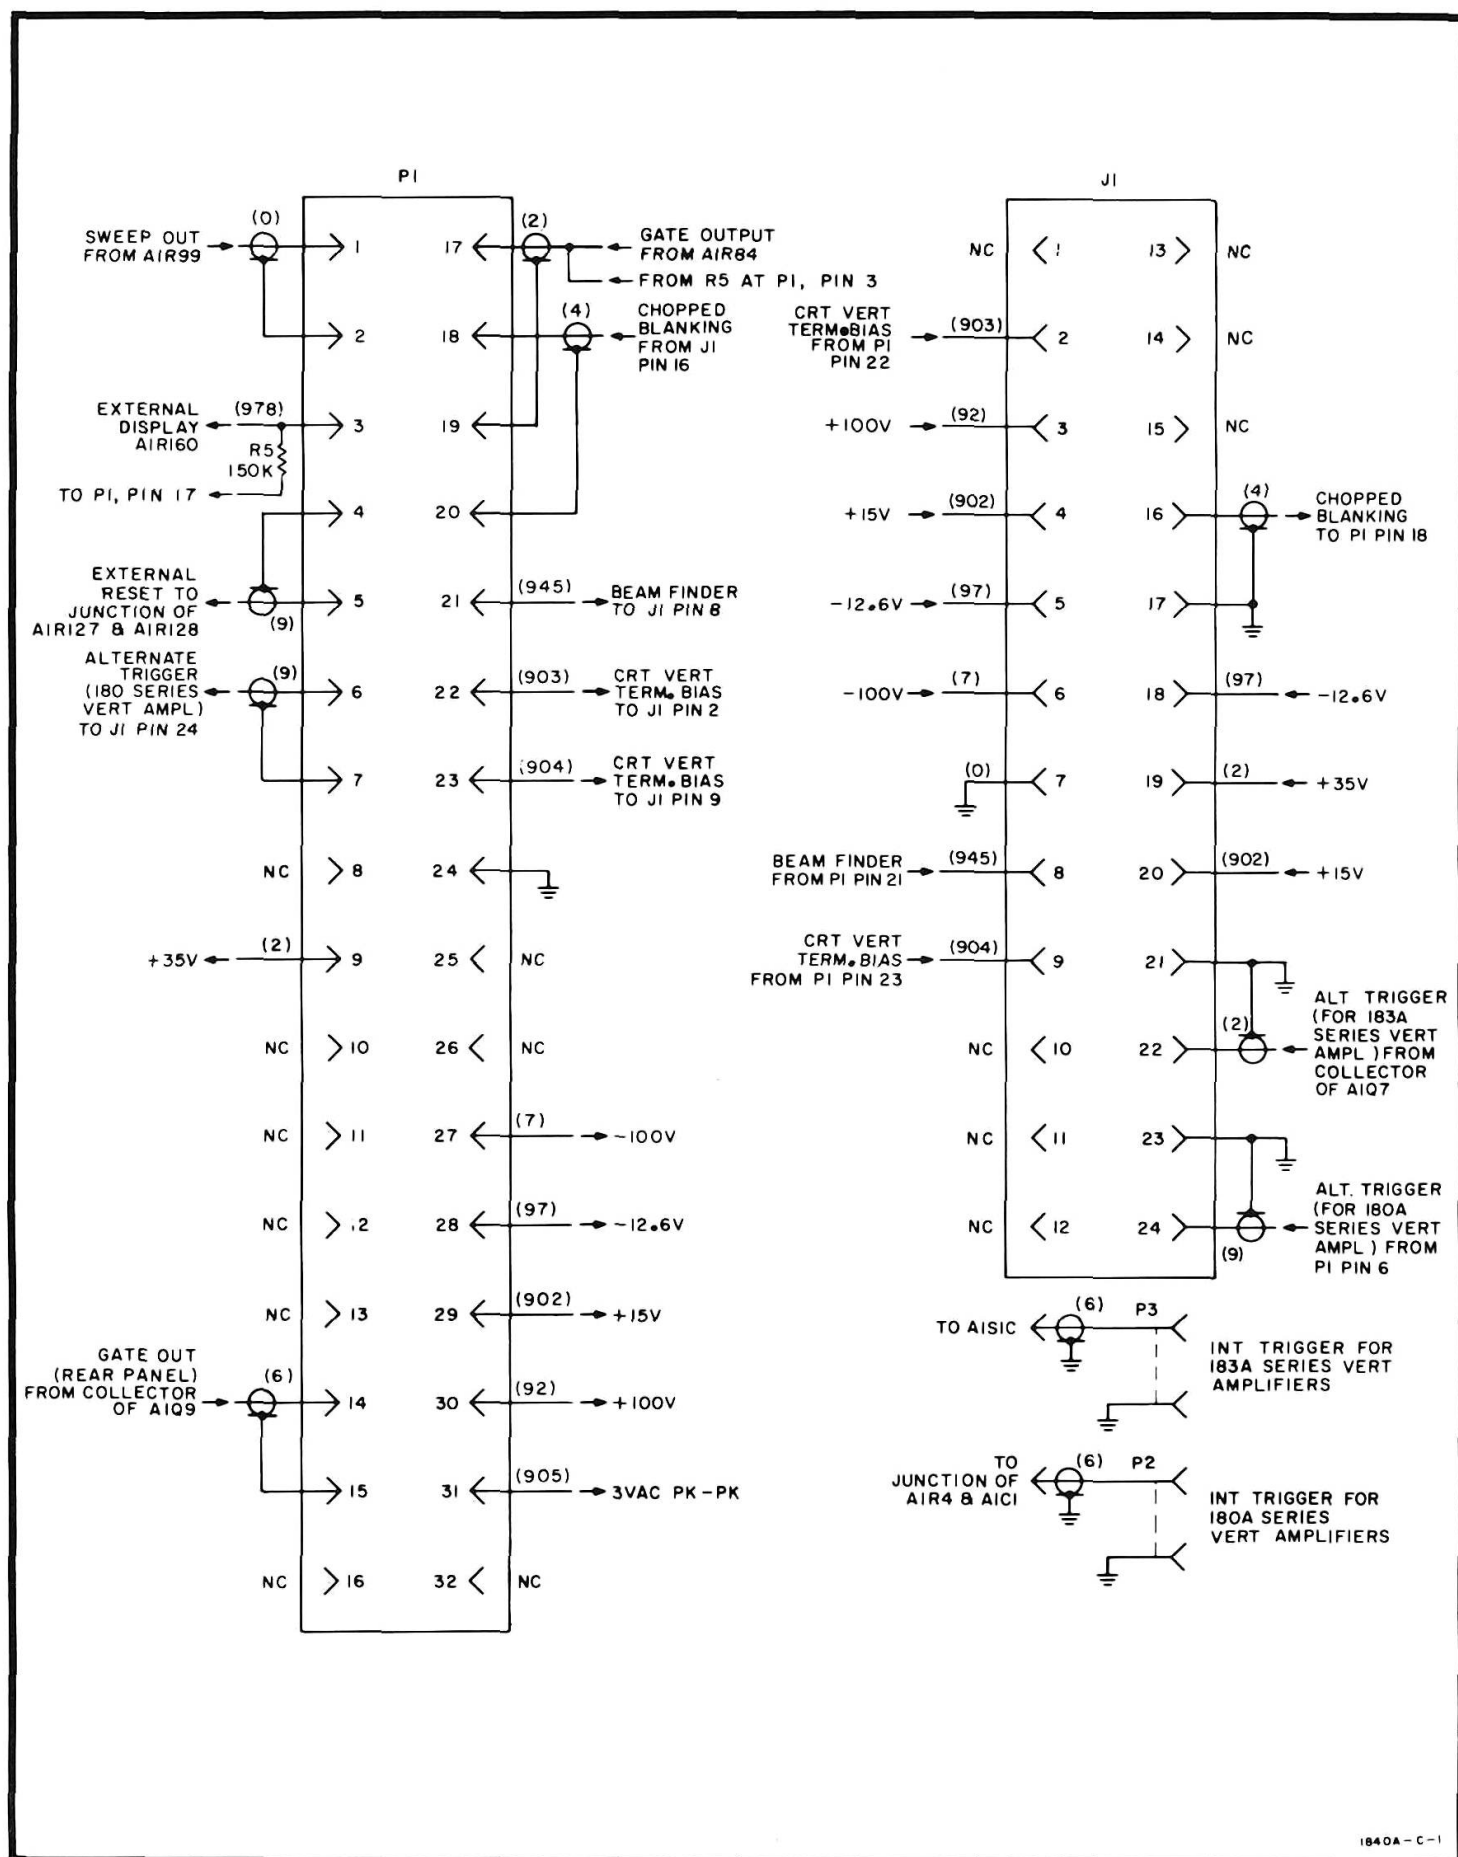 P1
SWEEP OUT
FROM A1R99
(0)
1
2
EXTERNAL
DISPLAY
A1R160
(978)
R5
150K
3
TO P1, PIN 17
4
EXTERNAL
RESET TO
JUNCTION OF
A1R127 & A1R128
(9)
5
ALTERNATE
TRIGGER
(180 SERIES
VERT AMPL)
TO J1 PIN 24
(9)
6
7
NC
8
+35V
(2)
9
NC
10
NC
11
NC
12
NC
13
GATE OUT
(REAR PANEL)
FROM COLLECTOR
OF A1Q9
(6)
14
15
NC
16
17
(2)
GATE OUTPUT
FROM A1R84
FROM R5 AT P1, PIN 3
18
(4)
CHOPPED
BLANKING
FROM J1
PIN 16
19
20
21
(945)
BEAM FINDER
TO J1 PIN 8
22
(903)
CRT VERT
TERM. BIAS
TO J1 PIN 2
23
(904)
CRT VERT
TERM. BIAS
TO J1 PIN 9
24
25
NC
26
NC
27
(7)
-100V
28
(97)
-12.6V
29
(902)
+15V
30
(92)
+100V
31
(905)
3VAC PK-PK
32
NC
J1
NC
1
CRT VERT
TERM. BIAS
FROM P1
PIN 22
(903)
2
+100V
(92)
3
+15V
(902)
4
-12.6V
(97)
5
-100V
(7)
6
(0)
7
BEAM FINDER
FROM P1 PIN 21
(945)
8
CRT VERT
TERM. BIAS
FROM P1 PIN 23
(904)
9
NC
10
NC
11
NC
12
13
NC
14
NC
15
NC
16
(4)
CHOPPED
BLANKING
TO P1 PIN 18
17
18
(97)
-12.6V
19
(2)
+35V
20
(902)
+15V
21
22
(2)
ALT TRIGGER
(FOR 183A
SERIES VERT
AMPL) FROM
COLLECTOR
OF A1Q7
23
24
(9)
ALT. TRIGGER
(FOR 180A
SERIES VERT
AMPL) FROM
P1 PIN 6
TO A1S1C
(6)
P3
INT TRIGGER FOR
183A SERIES VERT
AMPLIFIERS
TO
JUNCTION OF
A1R4 & A1C1
(6)
P2
INT TRIGGER FOR
180A SERIES
VERT AMPLIFIERS
1840A-C-1